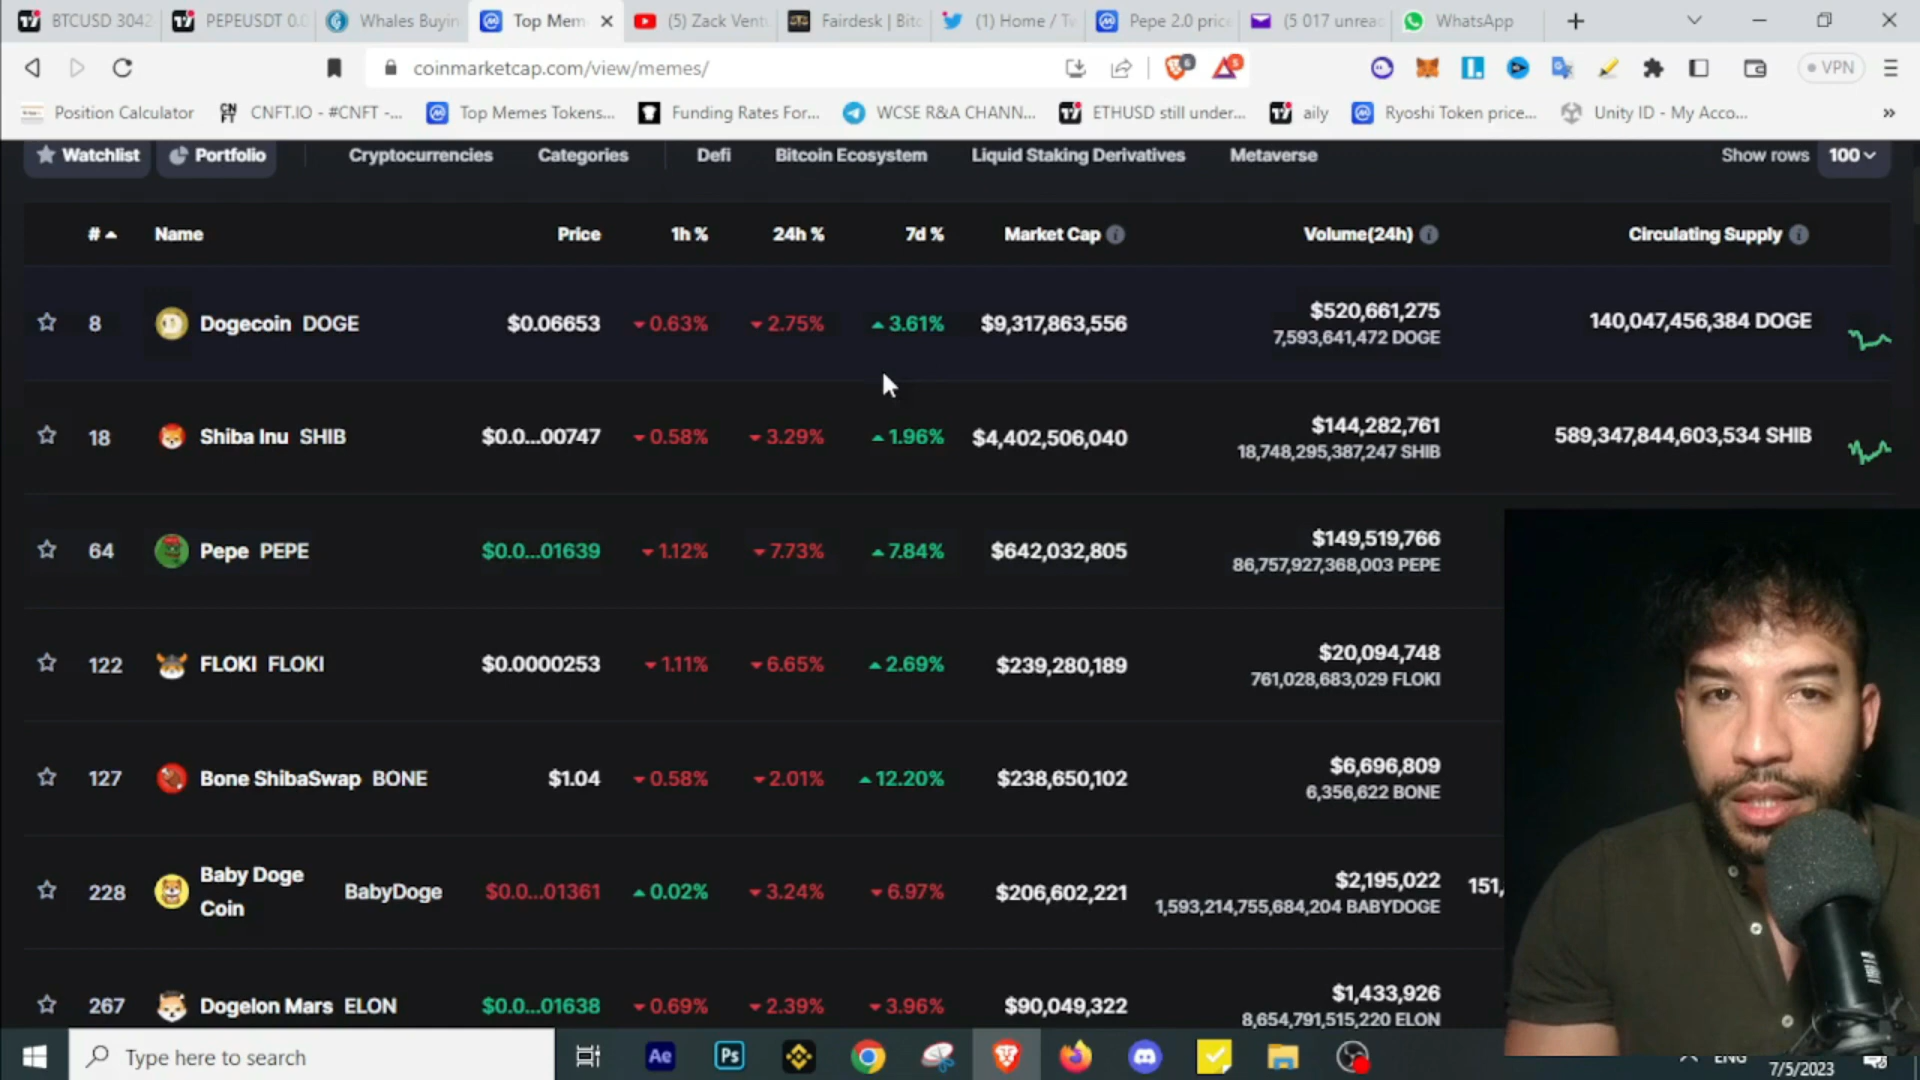 BTCUSD 3042
PEPEUSDT 0.0
Whales Buyin
Top Mem
(5) Zack Vent
Fairdesk | Bitc
(1) Home / Tw
Pepe 2.0 pric
(5 017 unrea
WhatsApp
coinmarketcap.com/view/memes/
VPN
Position Calculator
CNFT.IO - #CNFT -...
Top Memes Tokens...
Funding Rates For...
WCSE R&A CHANN...
ETHUSD still under...
aily
Ryoshi Token price...
Unity ID - My Acco...
Watchlist
Portfolio
Cryptocurrencies
Categories
Defi
Bitcoin Ecosystem
Liquid Staking Derivatives
Metaverse
Show rows
100
# Name Price 1h % 24h % 7d % Market Cap Volume(24h) Circulating Supply
8 Dogecoin DOGE $0.06653 0.63% 2.75% 3.61% $9,317,863,556 $520,661,275 140,047,456,384 DOGE
7,593,641,472 DOGE
18 Shiba Inu SHIB $0.0...00747 0.58% 3.29% 1.96% $4,402,506,040 $144,282,761 589,347,844,603,534 SHIB
18,748,295,387,247 SHIB
64 Pepe PEPE $0.0...01639 1.12% 7.73% 7.84% $642,032,805 $149,519,766
86,757,927,368,003 PEPE
122 FLOKI FLOKI $0.0000253 1.11% 6.65% 2.69% $239,280,189 $20,094,748
761,028,683,029 FLOKI
127 Bone ShibaSwap BONE $1.04 0.58% 2.01% 12.20% $238,650,102 $6,696,809
6,356,622 BONE
228 Baby Doge Coin BabyDoge $0.0...01361 0.02% 3.24% 6.97% $206,602,221 $2,195,022 151,
1,593,214,755,684,204 BABYDOGE
267 Dogelon Mars ELON $0.0...01638 0.69% 2.39% 3.96% $90,049,322 $1,433,926
8,654,791,515,220 ELON
Type here to search
Ae
Ps
ENG
7/5/2023